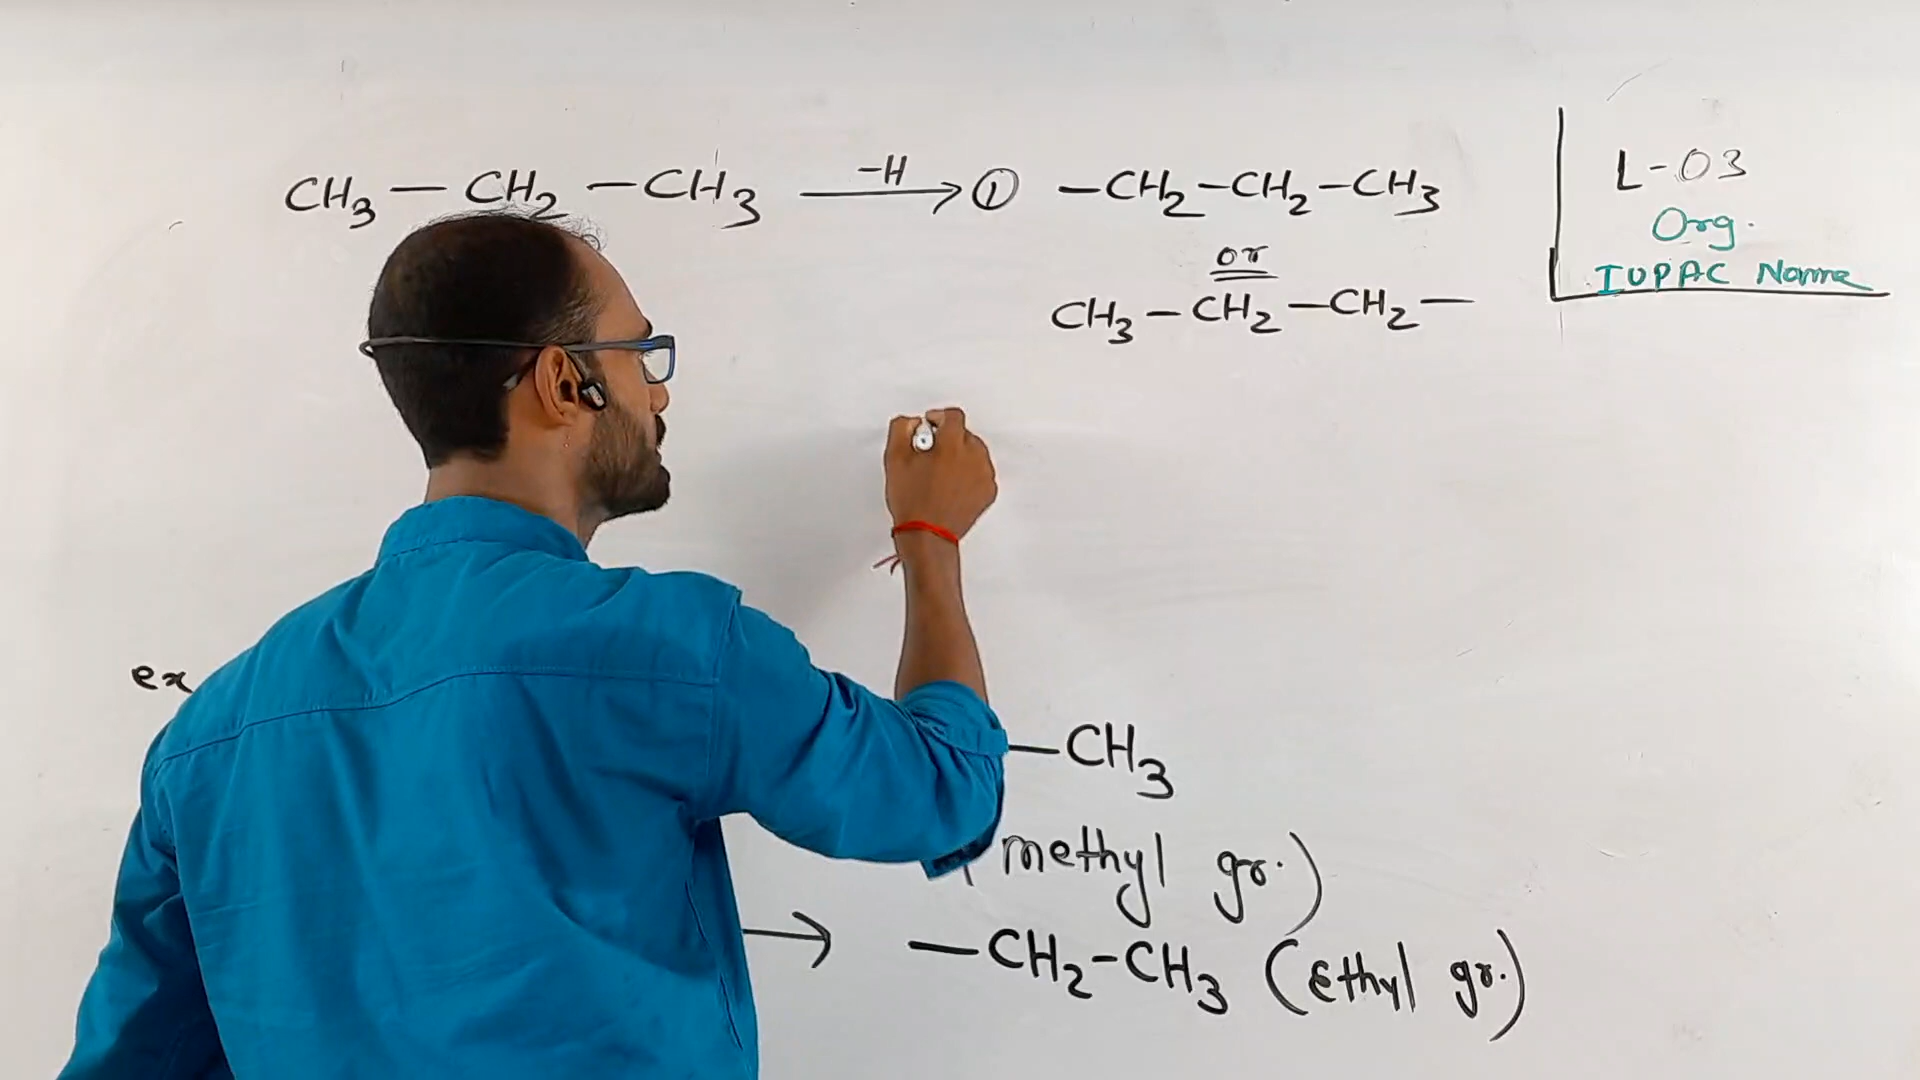 CH3 — CH2 — CH3 —H→ ① —CH2—CH2—CH3
or
CH3 — CH2 — CH2 —
L-03
Org.
IUPAC Name
ex
—CH3
methyl gr.)
→ —CH2-CH3 (Ethyl gr.)